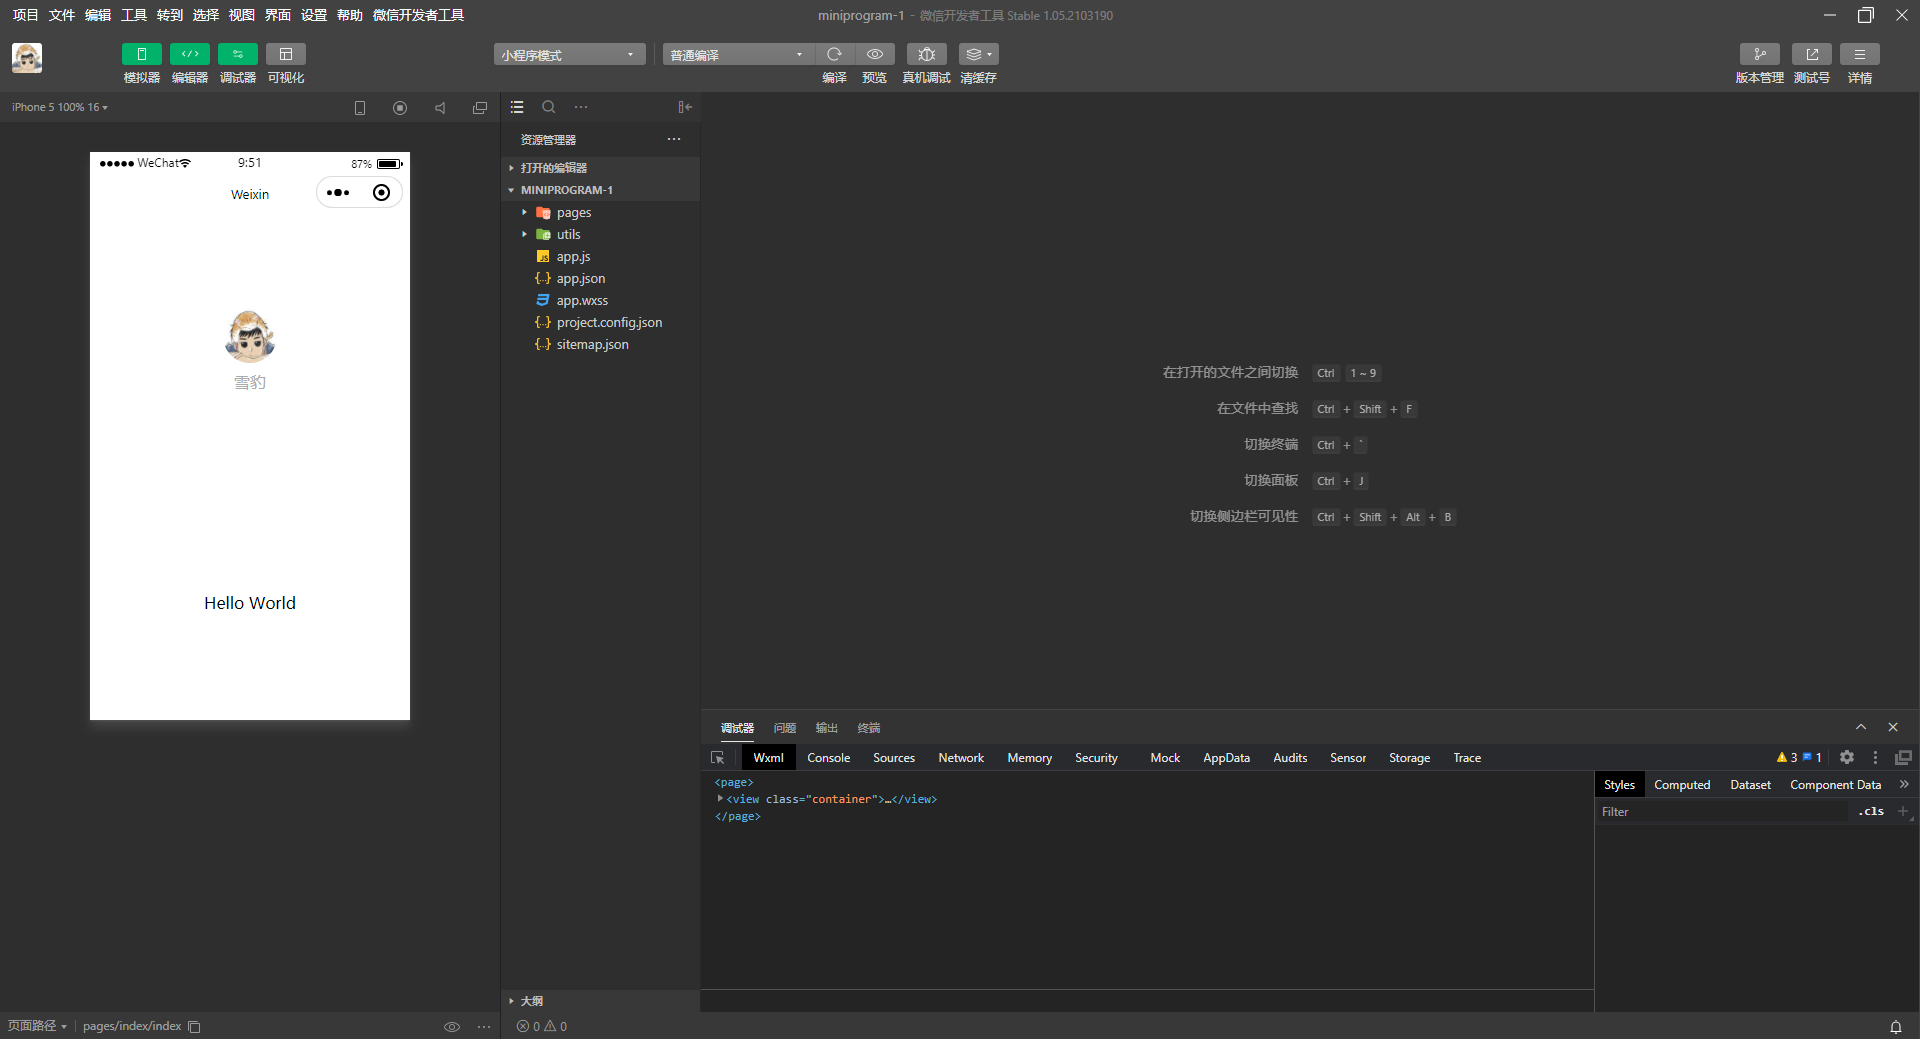 项目 文件 编辑 工具 转到 选择 视图 界面 设置 帮助 微信开发者工具
miniprogram-1 - 微信开发者工具 Stable 1.05.2103190
模拟器 编辑器 调试器 可视化
小程序模式
普通编译
编译 预览 真机调试 清缓存
版本管理 测试号 详情
iPhone 5 100% 16
WeChat 9:51 87%
Weixin
雪豹
Hello World
资源管理器
打开的编辑器
MINIPROGRAM-1
pages
utils
JS app.js
{..} app.json
app.wxss
{..} project.config.json
{..} sitemap.json
大纲
在打开的文件之间切换 Ctrl 1 ~ 9
在文件中查找 Ctrl + Shift + F
切换终端 Ctrl + `
切换面板 Ctrl + J
切换侧边栏可见性 Ctrl + Shift + Alt + B
调试器 问题 输出 终端
Wxml Console Sources Network Memory Security Mock AppData Audits Sensor Storage Trace
3 1
<page>
<view class="container">…</view>
</page>
Styles Computed Dataset Component Data »
Filter .cls +
页面路径 pages/index/index
0 0